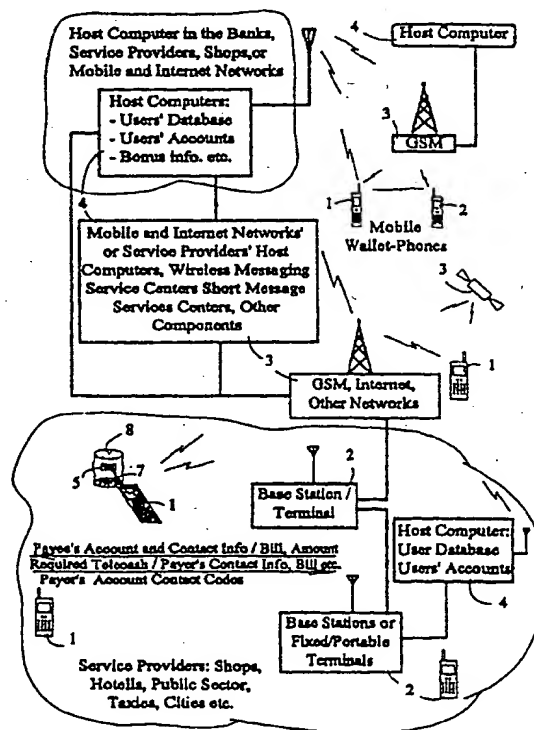 Host Computer in the Banks,
Service Providers, Shops, or
Mobile and Internet Networks
Host Computers:
- Users' Database
- Users' Accounts
- Bonus info. etc.
4
4
Host Computer
3
GSM
1
2
Mobile
Wallet-Phones
Mobile and Internet Networks'
or Service Providers' Host
Computers, Wireless Messaging
Service Centers Short Message
Services Centers, Other
Components
3
3
1
GSM, Internet,
Other Networks
8
5
7
1
2
Base Station /
Terminal
Host Computer:
User Database
Users' Accounts
4
Payee's Account and Contact Info / Bill, Amount
Required Telecash / Payer's Contact Info, Bill etc.
Payer's Account Contact Codes
1
Base Stations or
Fixed/Portable
Terminals
2
Service Providers: Shops,
Hotells, Public Sector,
Taxies, Cities etc.